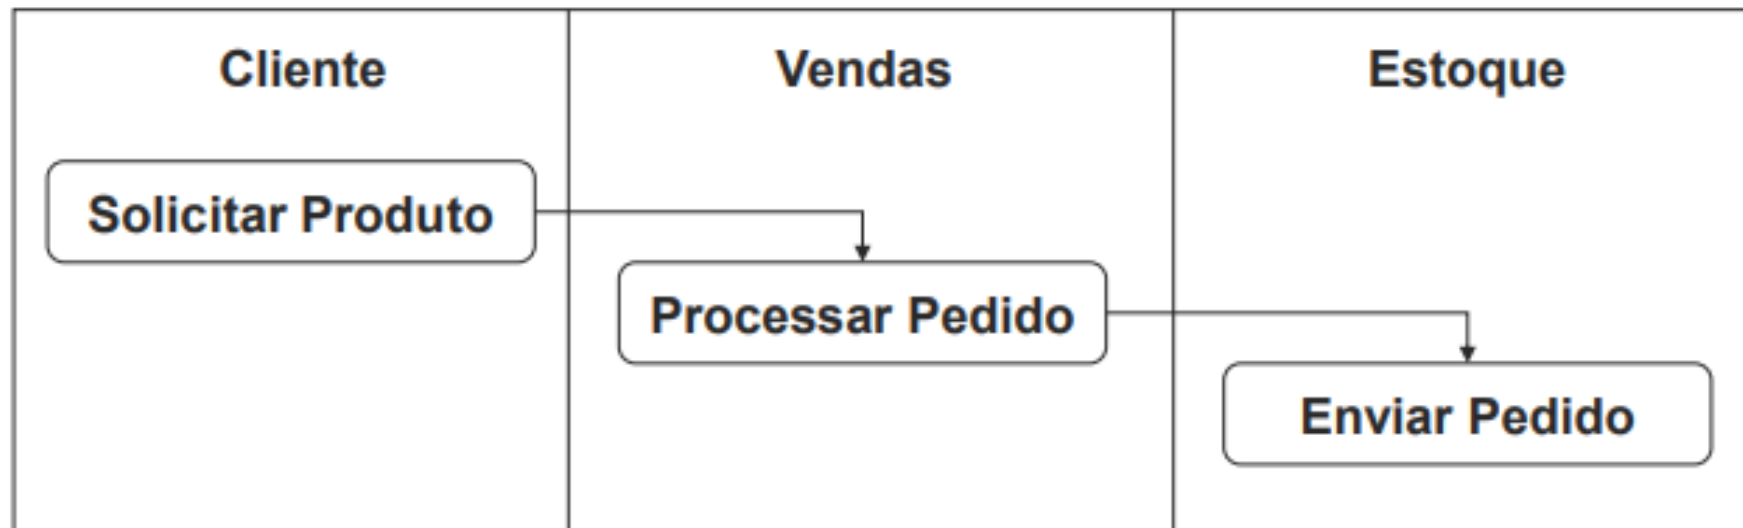 Cliente
Vendas
Estoque
Solicitar Produto
Processar Pedido
Enviar Pedido